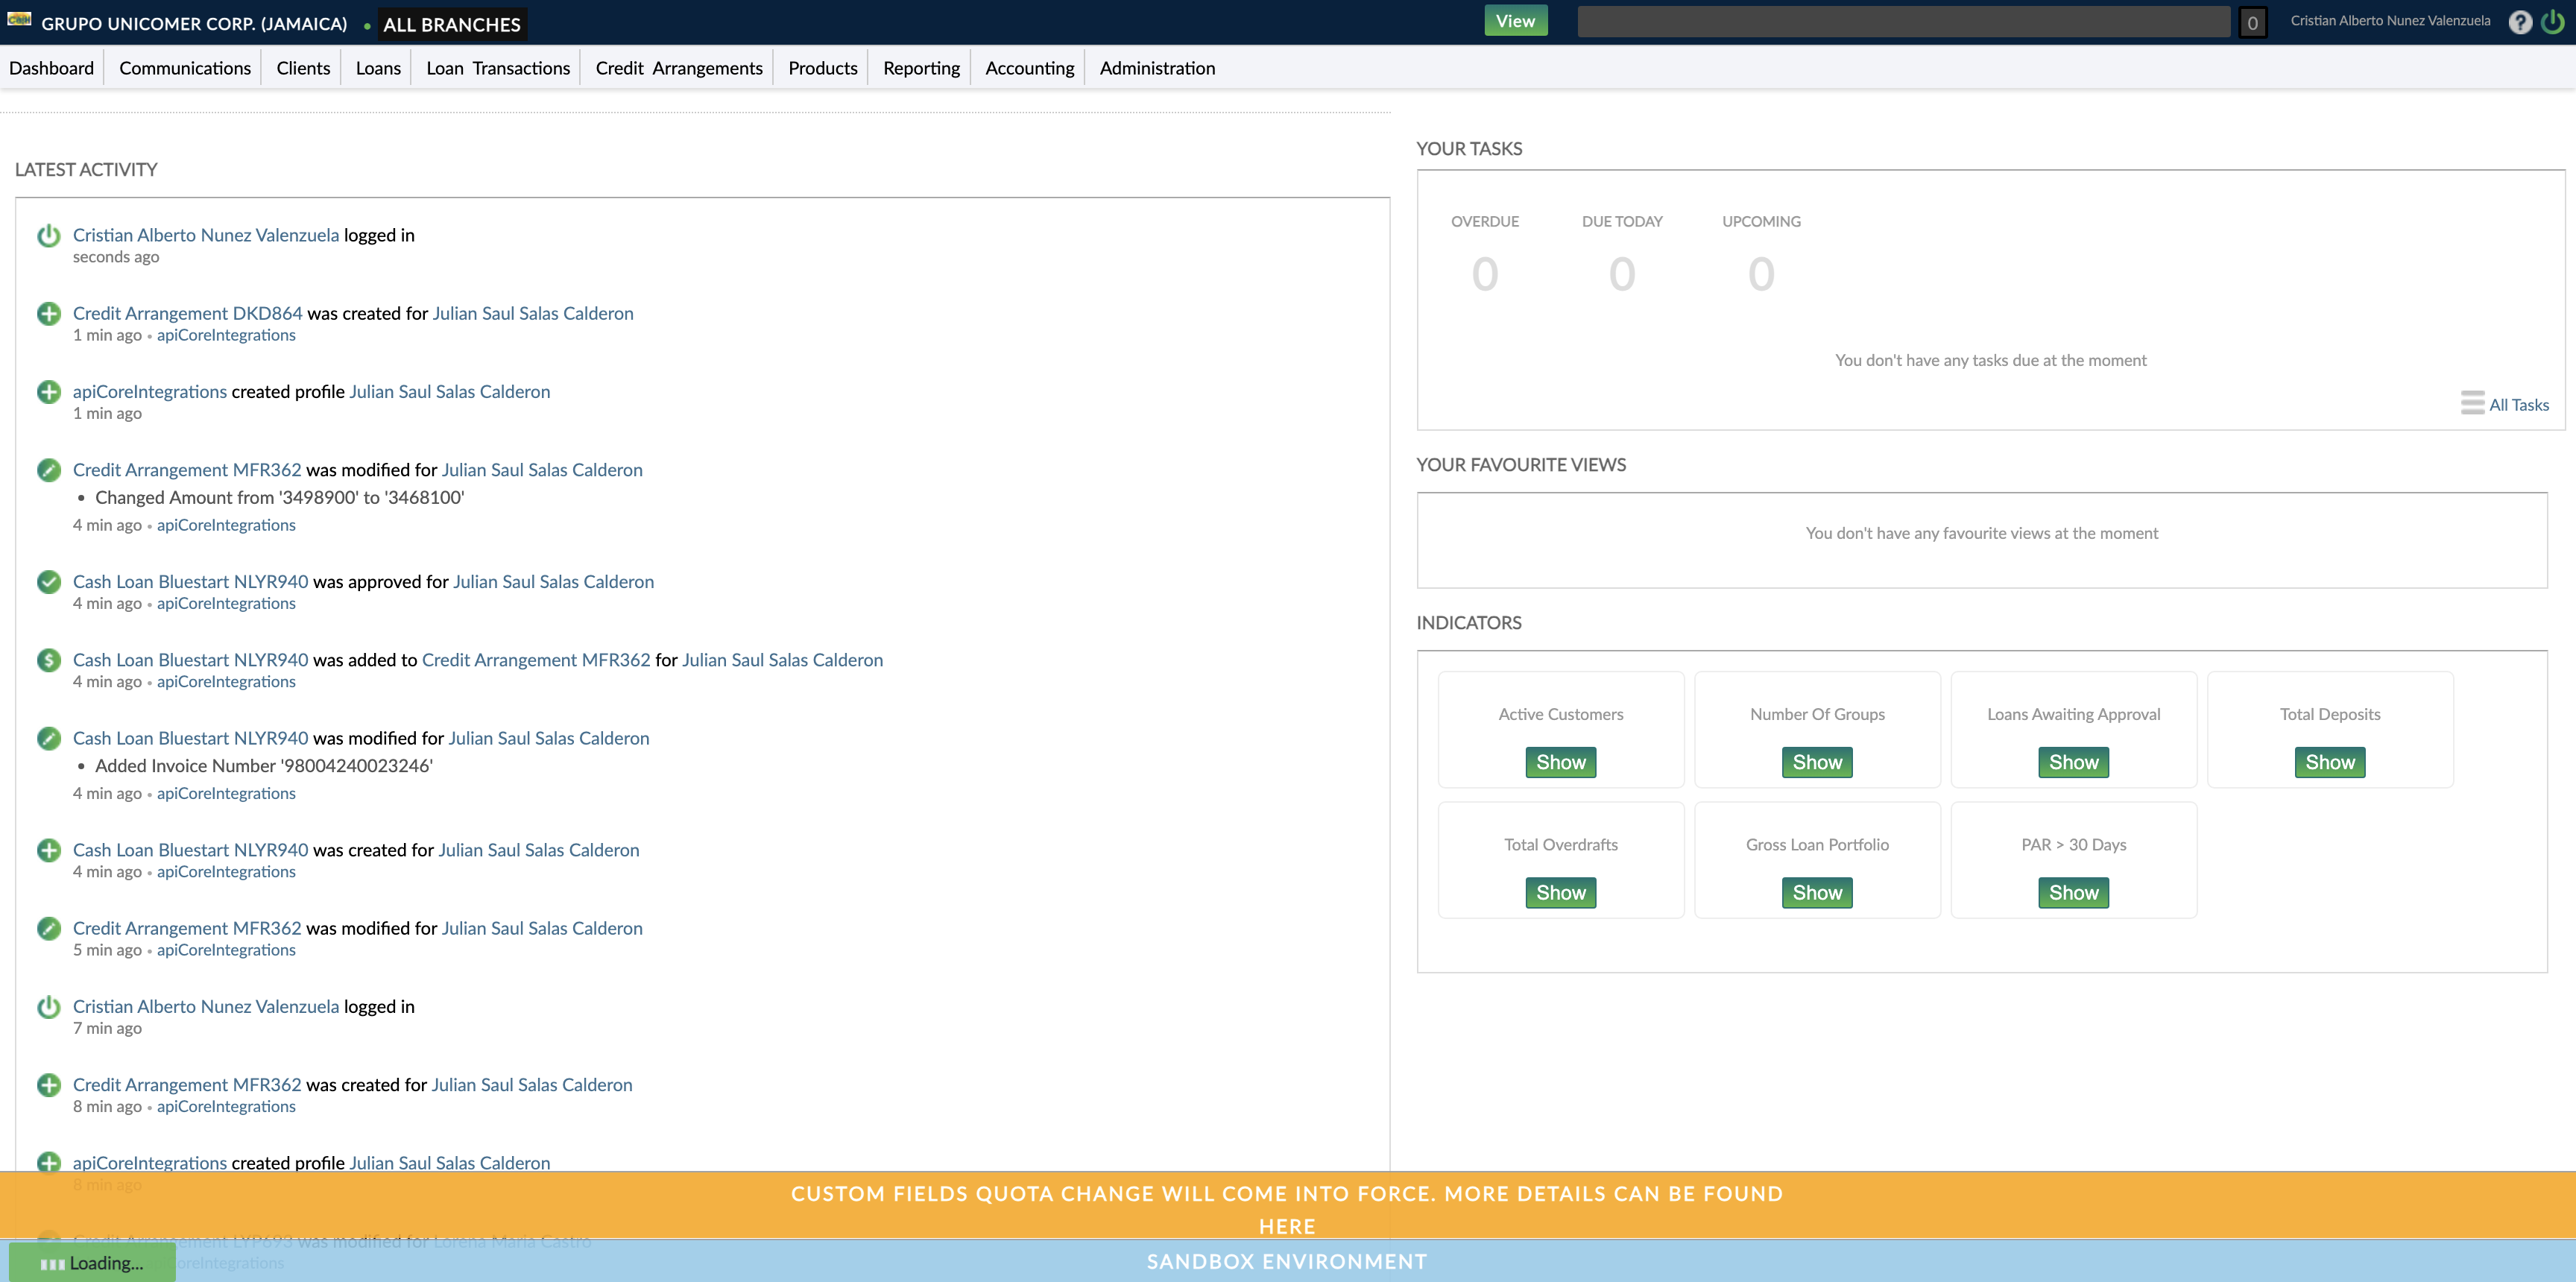 GRUPO UNICOMER CORP. (JAMAICA) • ALL BRANCHES
View
0
Cristian Alberto Nunez Valenzuela
?
Dashboard Communications Clients Loans Loan Transactions Credit Arrangements Products Reporting Accounting Administration
LATEST ACTIVITY
Cristian Alberto Nunez Valenzuela logged in
seconds ago
Credit Arrangement DKD864 was created for Julian Saul Salas Calderon
1 min ago • apiCoreIntegrations
apiCoreIntegrations created profile Julian Saul Salas Calderon
1 min ago
Credit Arrangement MFR362 was modified for Julian Saul Salas Calderon
• Changed Amount from '3498900' to '3468100'
4 min ago • apiCoreIntegrations
Cash Loan Bluestart NLYR940 was approved for Julian Saul Salas Calderon
4 min ago • apiCoreIntegrations
Cash Loan Bluestart NLYR940 was added to Credit Arrangement MFR362 for Julian Saul Salas Calderon
4 min ago • apiCoreIntegrations
Cash Loan Bluestart NLYR940 was modified for Julian Saul Salas Calderon
• Added Invoice Number '98004240023246'
4 min ago • apiCoreIntegrations
Cash Loan Bluestart NLYR940 was created for Julian Saul Salas Calderon
4 min ago • apiCoreIntegrations
Credit Arrangement MFR362 was modified for Julian Saul Salas Calderon
5 min ago • apiCoreIntegrations
Cristian Alberto Nunez Valenzuela logged in
7 min ago
Credit Arrangement MFR362 was created for Julian Saul Salas Calderon
8 min ago • apiCoreIntegrations
apiCoreIntegrations created profile Julian Saul Salas Calderon
8 min ago
Credit Arrangement LYP693 was modified for Lorena Maria Castro
YOUR TASKS
OVERDUE DUE TODAY UPCOMING
0 0 0
You don't have any tasks due at the moment
All Tasks
YOUR FAVOURITE VIEWS
You don't have any favourite views at the moment
INDICATORS
Active Customers Number Of Groups Loans Awaiting Approval Total Deposits
Show Show Show Show
Total Overdrafts Gross Loan Portfolio PAR > 30 Days
Show Show Show
CUSTOM FIELDS QUOTA CHANGE WILL COME INTO FORCE. MORE DETAILS CAN BE FOUND
HERE
Loading...
SANDBOX ENVIRONMENT